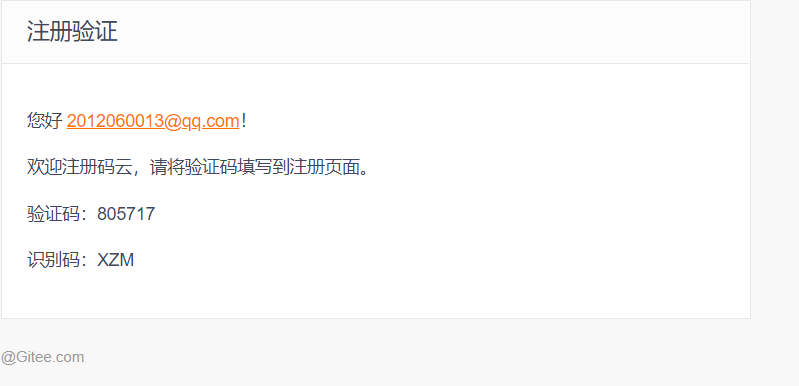 注册验证
您好 2012060013@qq.com！
欢迎注册码云，请将验证码填写到注册页面。
验证码：805717
识别码：XZM
@Gitee.com